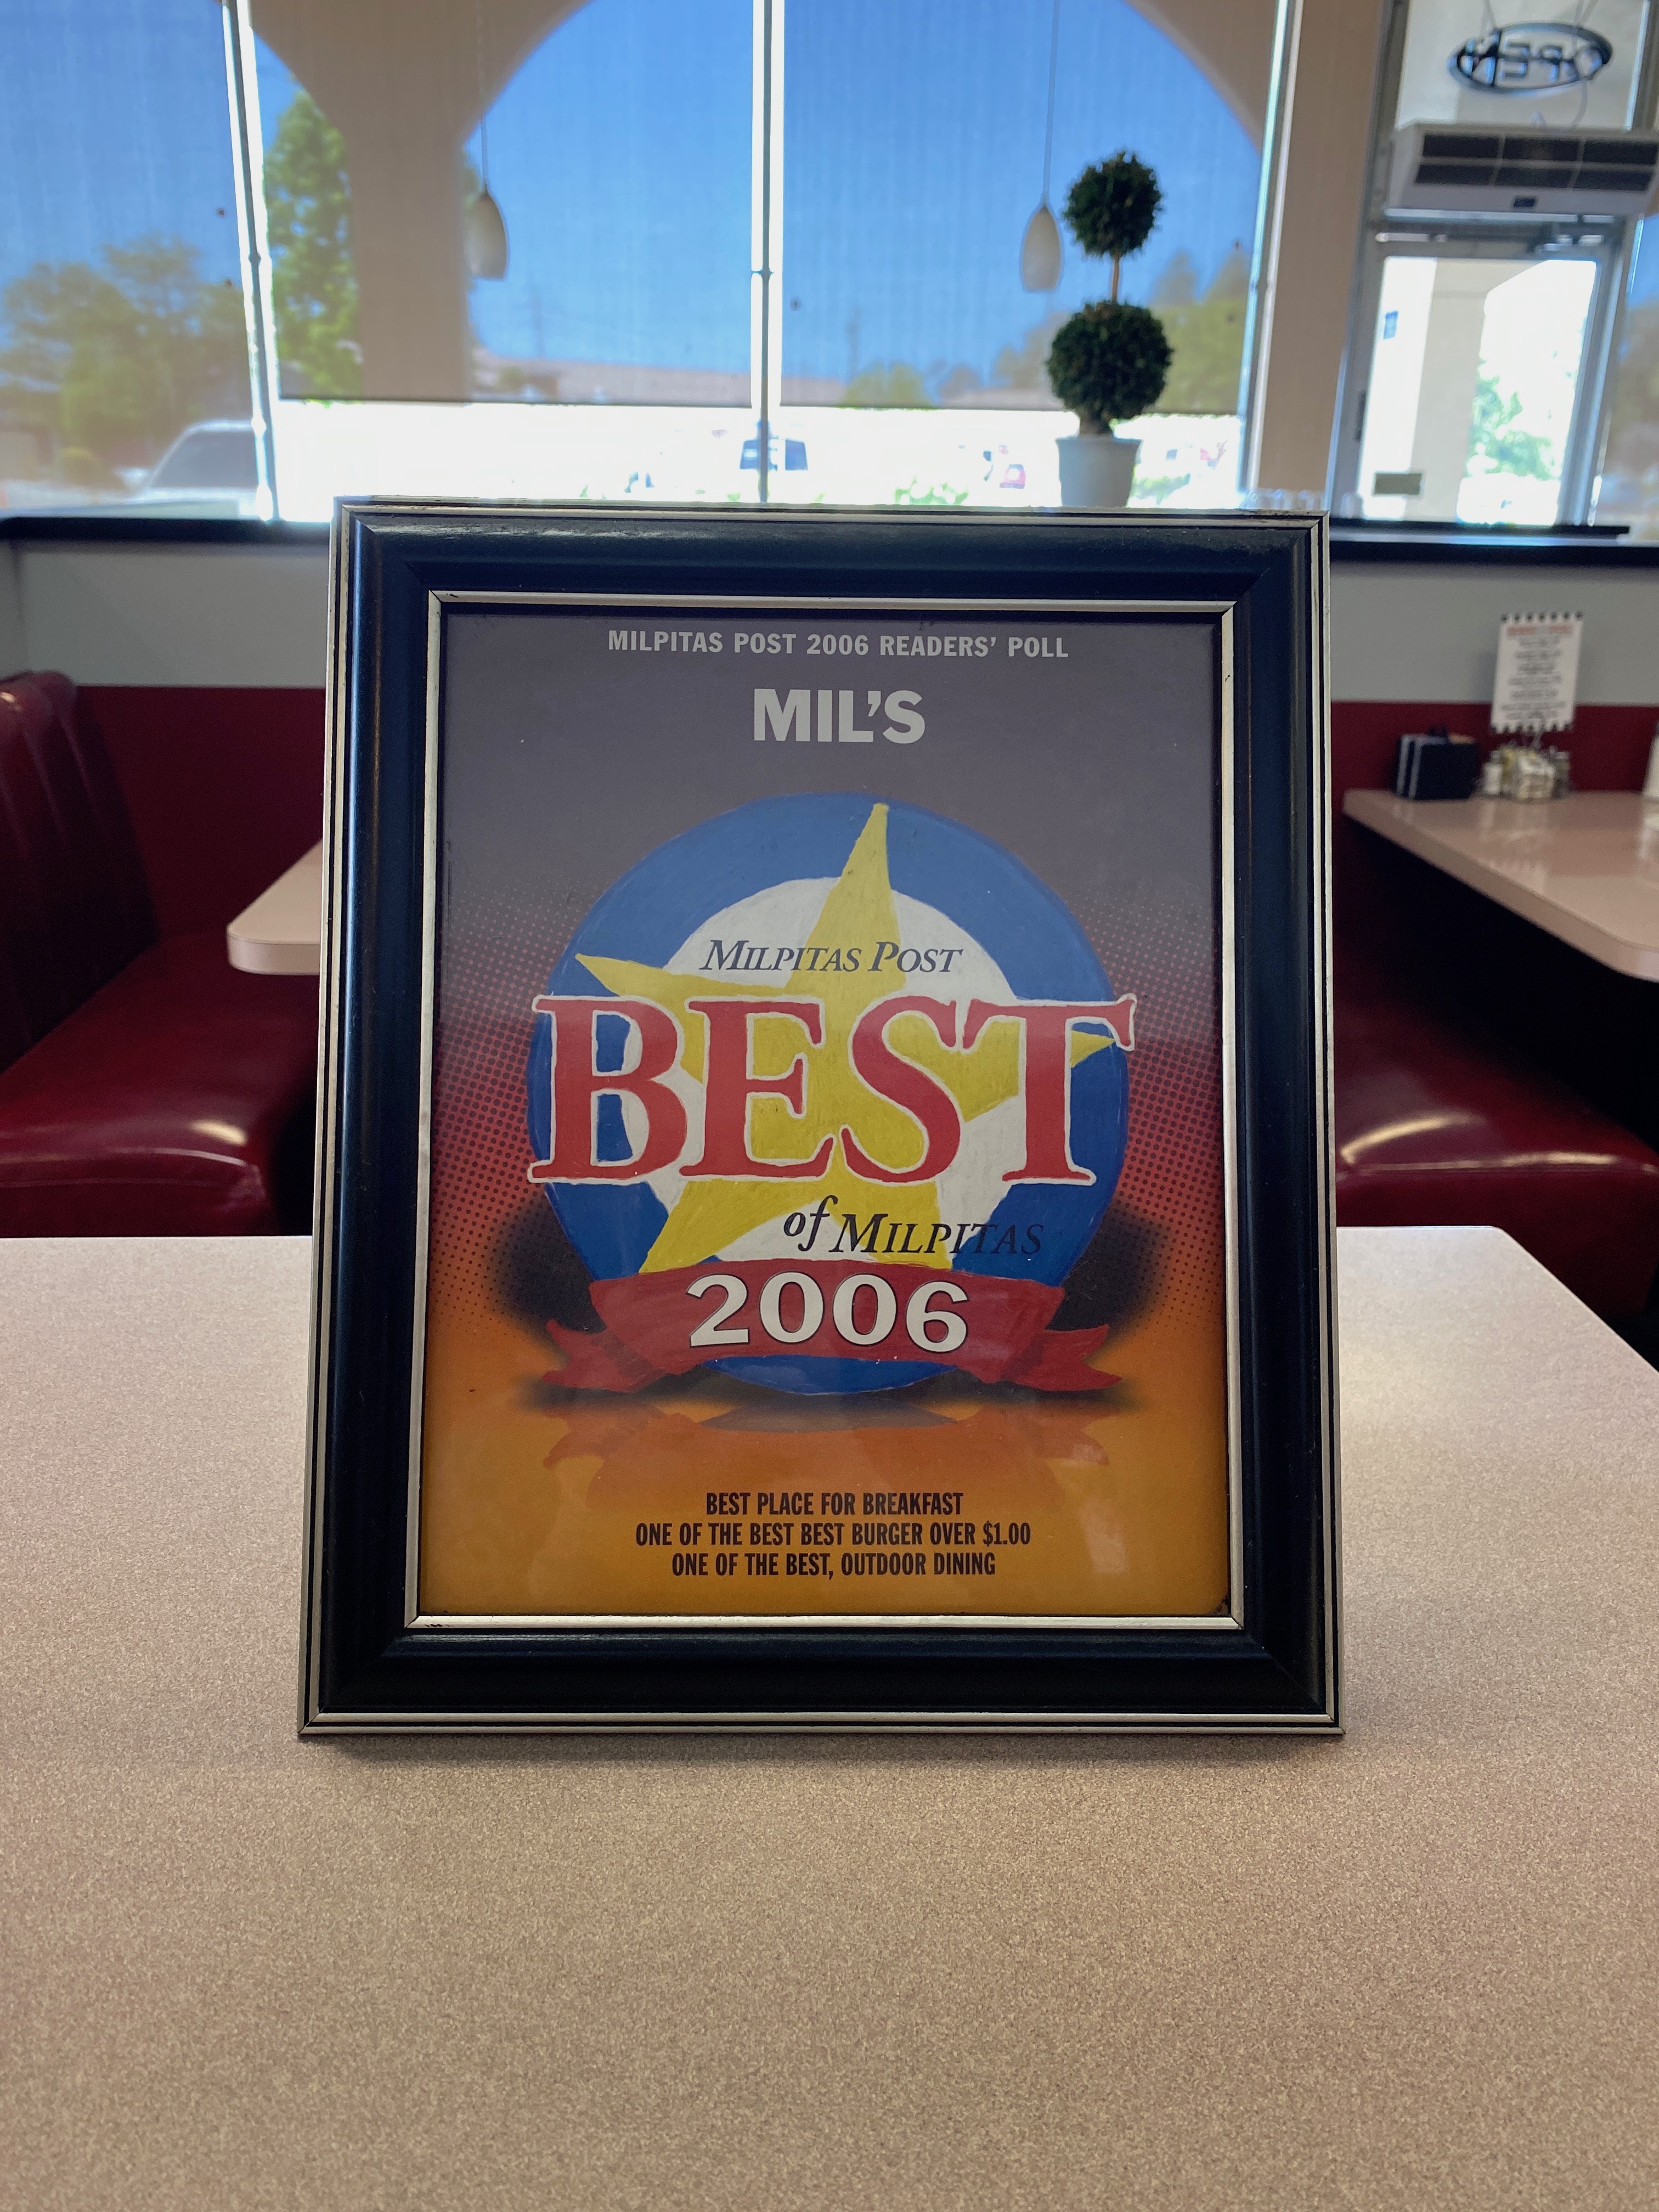 OPEN
MILPITAS POST 2006 READERS' POLL
MIL'S
MILPITAS POST
BEST
of MILPITAS
2006
BEST PLACE FOR BREAKFAST
ONE OF THE BEST BEST BURGER OVER $1.00
ONE OF THE BEST, OUTDOOR DINING